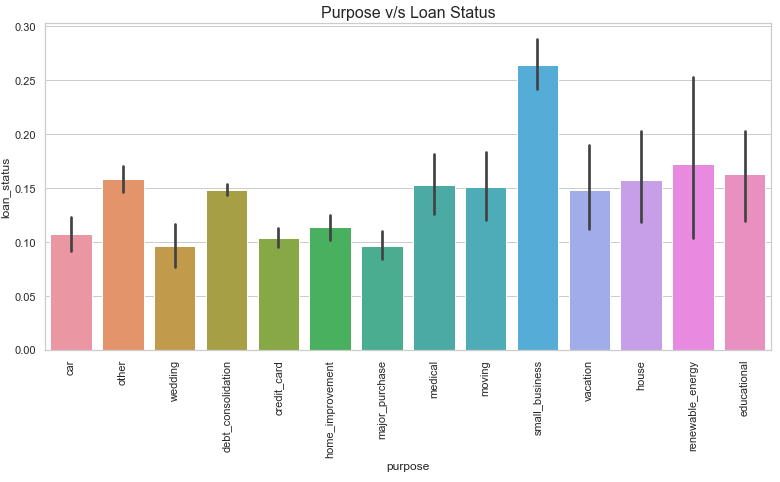 Purpose v/s Loan Status
loan_status
0.30
0.25
0.20
0.15
0.10
0.05
0.00
car
other
wedding
debt_consolidation
credit_card
home_improvement
major_purchase
medical
moving
small_business
vacation
house
renewable_energy
educational
purpose